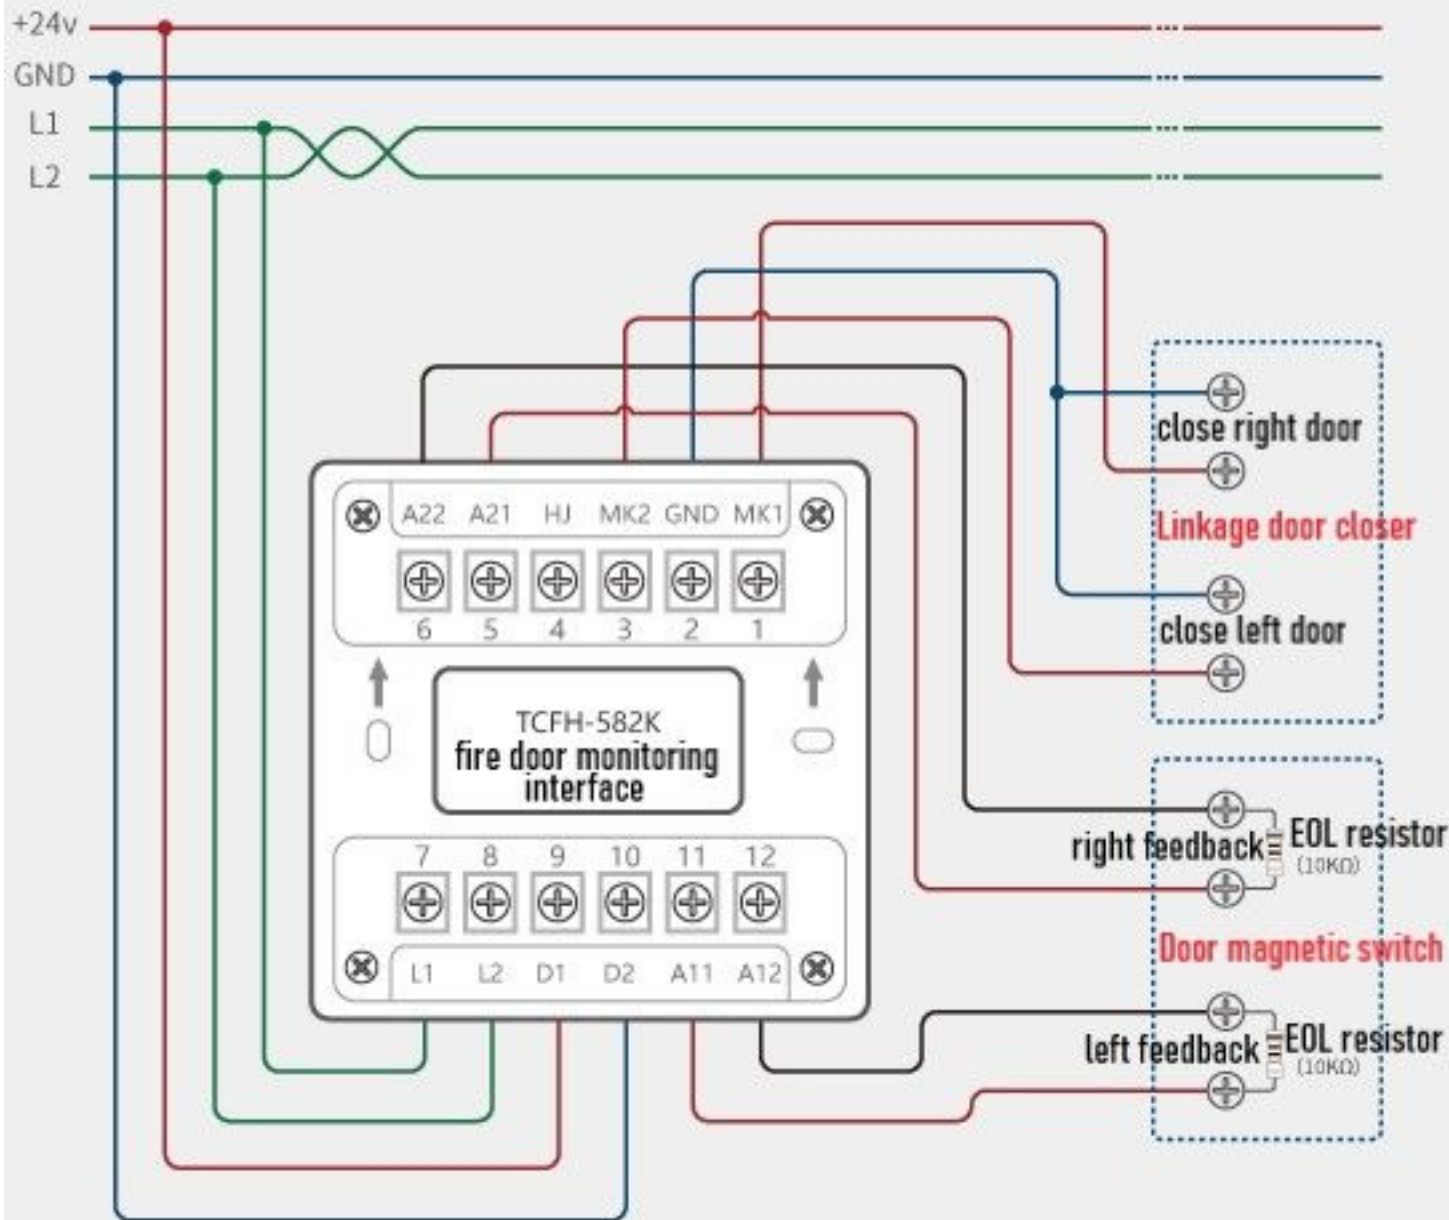 +24v
GND
L1
L2
A22 A21 HJ MK2 GND MK1
6 5 4 3 2 1
TCFH-582K
fire door monitoring
interface
7 8 9 10 11 12
L1 L2 D1 D2 A11 A12
close right door
Linkage door closer
close left door
right feedback
EOL resistor
(10KΩ)
Door magnetic switch
left feedback
EOL resistor
(10KΩ)